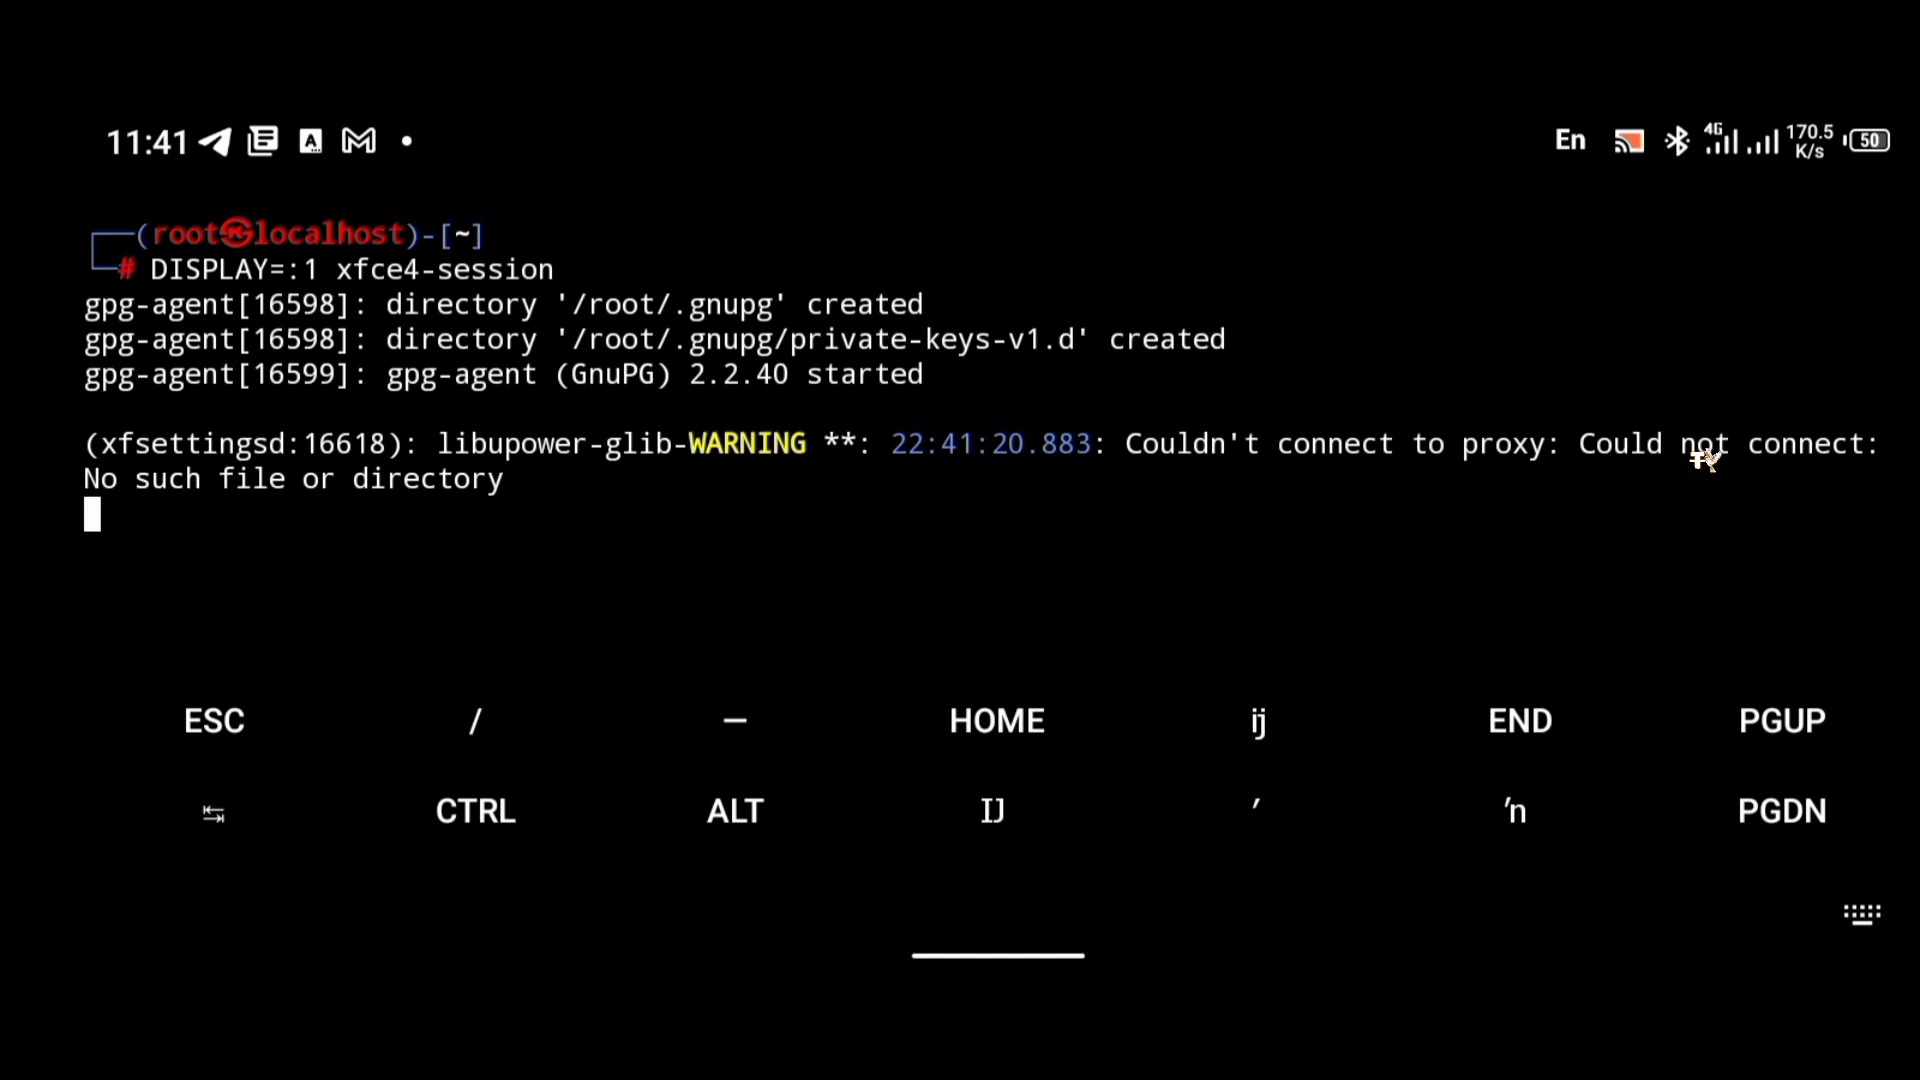 11:41
En
4G
170.5
K/s
50
┌──(root㉿localhost)-[~]
└─# DISPLAY=:1 xfce4-session
gpg-agent[16598]: directory '/root/.gnupg' created
gpg-agent[16598]: directory '/root/.gnupg/private-keys-v1.d' created
gpg-agent[16599]: gpg-agent (GnuPG) 2.2.40 started
(xfsettingsd:16618): libupower-glib-WARNING **: 22:41:20.883: Couldn't connect to proxy: Could not connect:
No such file or directory
ESC / — HOME ĳ END PGUP
↹ CTRL ALT Ĳ ′ ŉ PGDN